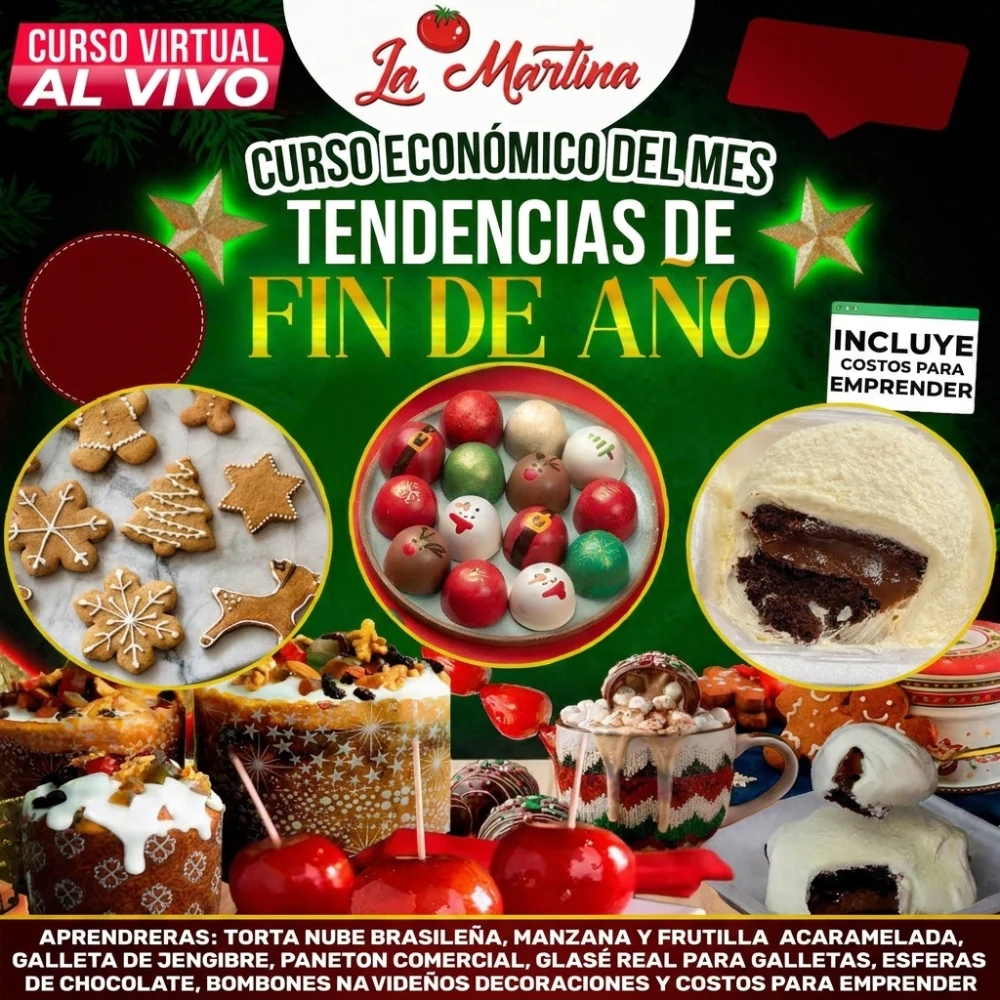 CURSO VIRTUAL
AL VIVO
La Martina
CURSO ECONÓMICO DEL MES
TENDENCIAS DE
FIN DE AÑO
INCLUYE
COSTOS PARA
EMPRENDER
APRENDRERAS: TORTA NUBE BRASILEÑA, MANZANA Y FRUTILLA ACARAMELADA,
GALLETA DE JENGIBRE, PANETON COMERCIAL, GLASÉ REAL PARA GALLETAS, ESFERAS
DE CHOCOLATE, BOMBONES NAVIDEÑOS DECORACIONES Y COSTOS PARA EMPRENDER